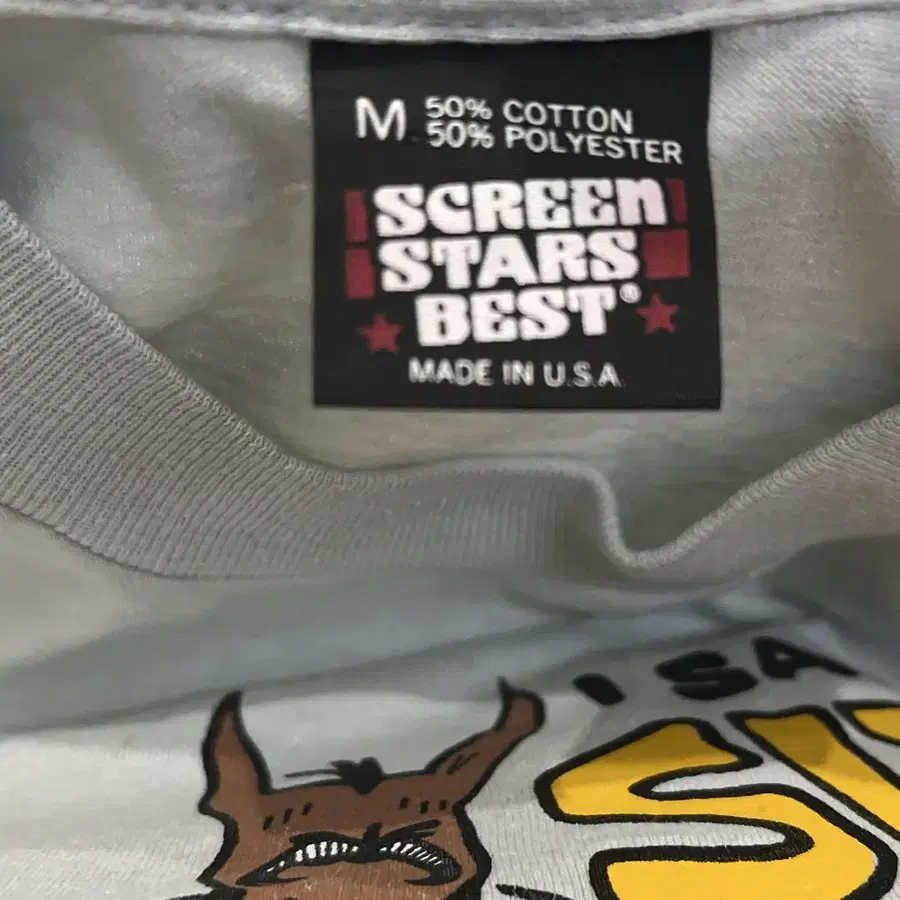 M 50% COTTON
50% POLYESTER
SCREEN
STARS
BEST®
MADE IN U.S.A.
I SA